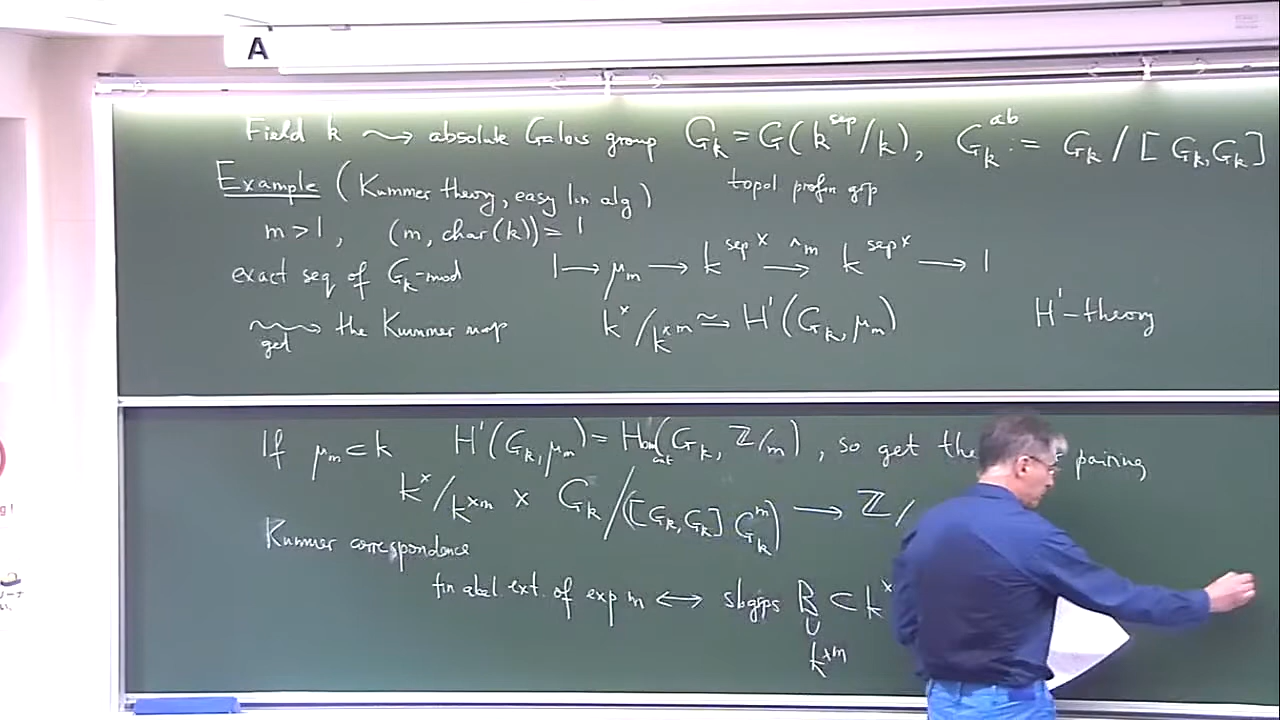 A
Field k ⇝ absolute Galois group G_k = G(k^sep/k), G_k^ab := G_k / [G_k, G_k]
Example (Kummer theory, easy lin alg) topol profin grp
m > 1, (m, char(k)) = 1
exact seq of G_k-mod 1 → μ_m → k^sep× →^∧m k^sep× → 1
⇝ get the Kummer map k^×/k^×m ≃ H^1(G_k, μ_m) H^1-theory
If μ_m ⊂ k H^1(G_k, μ_m) = Hom_cnt(G_k, ℤ/m), so get the pairing
k^×/k^×m × G_k/([G_k, G_k] G_k^m) → ℤ/
Kummer correspondence
fin abel ext. of exp m ↔ sbgrps B ⊂ k^×
∪
k^×m